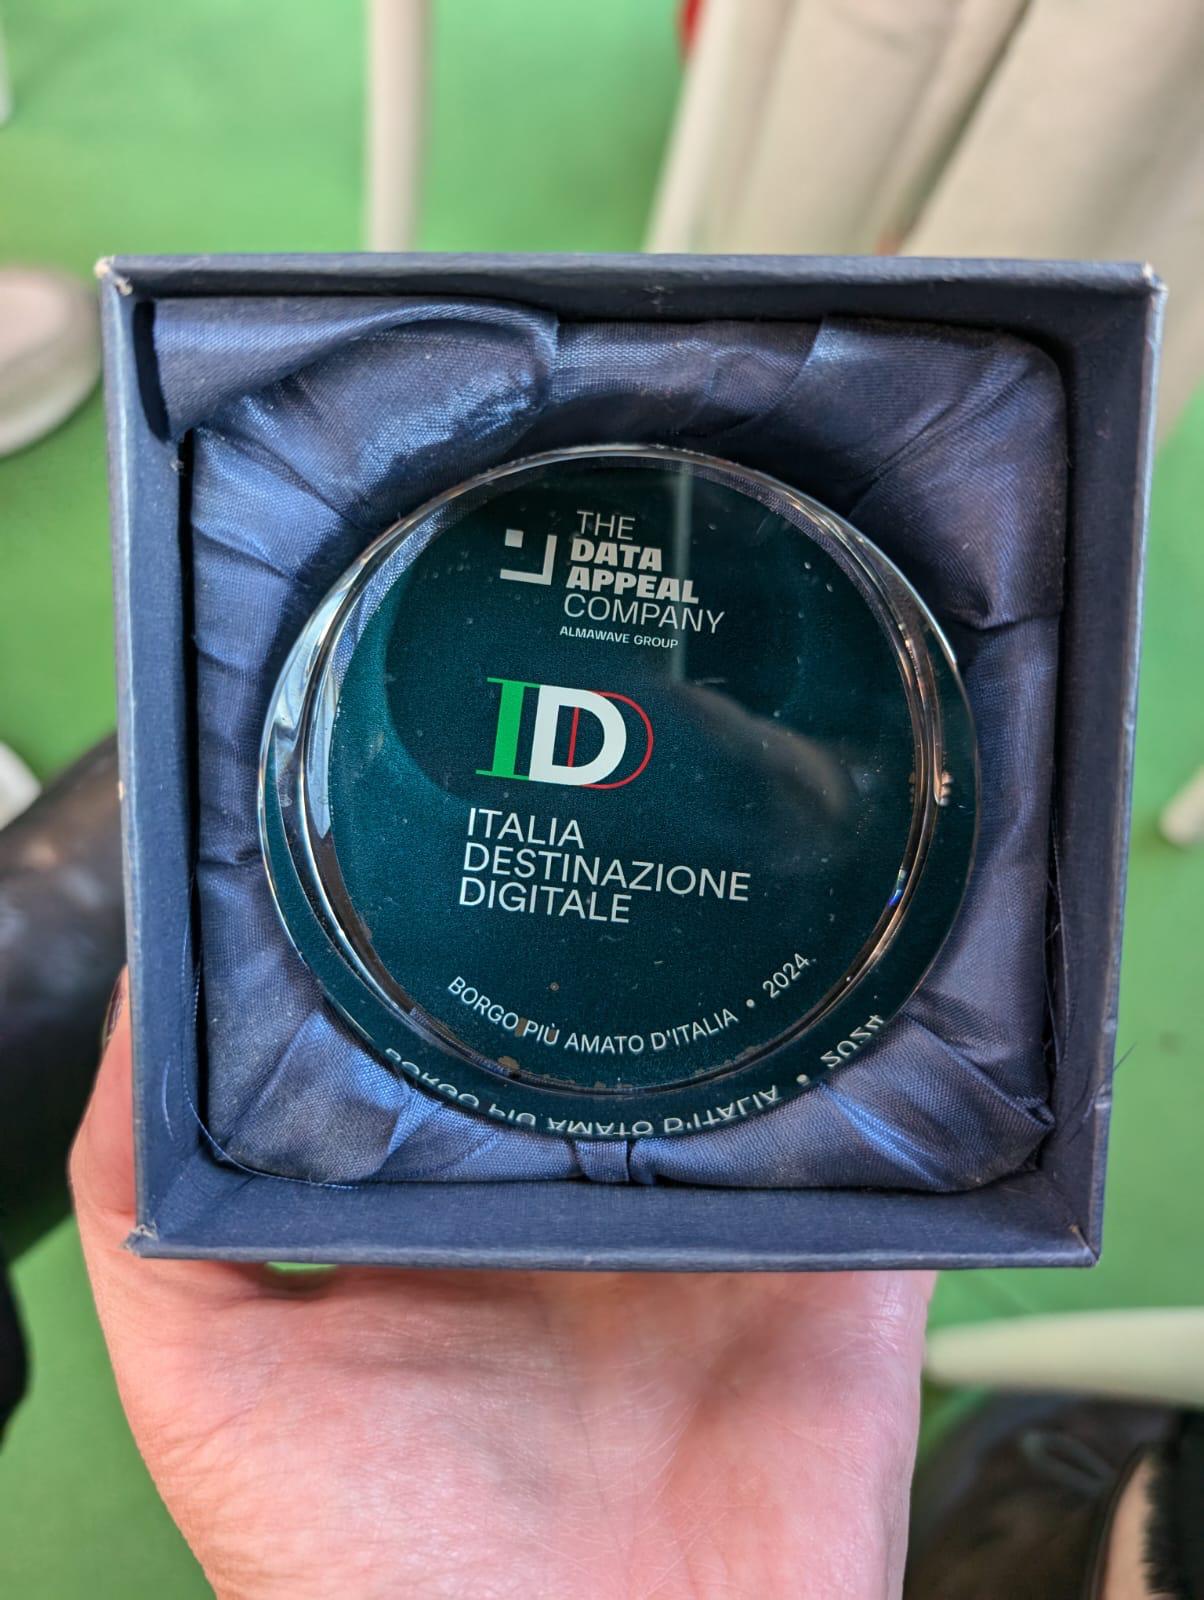 THE
DATA
APPEAL
COMPANY
ALMAWAVE GROUP
ID
ITALIA
DESTINAZIONE
DIGITALE
BORGO PIÙ AMATO D'ITALIA • 2024